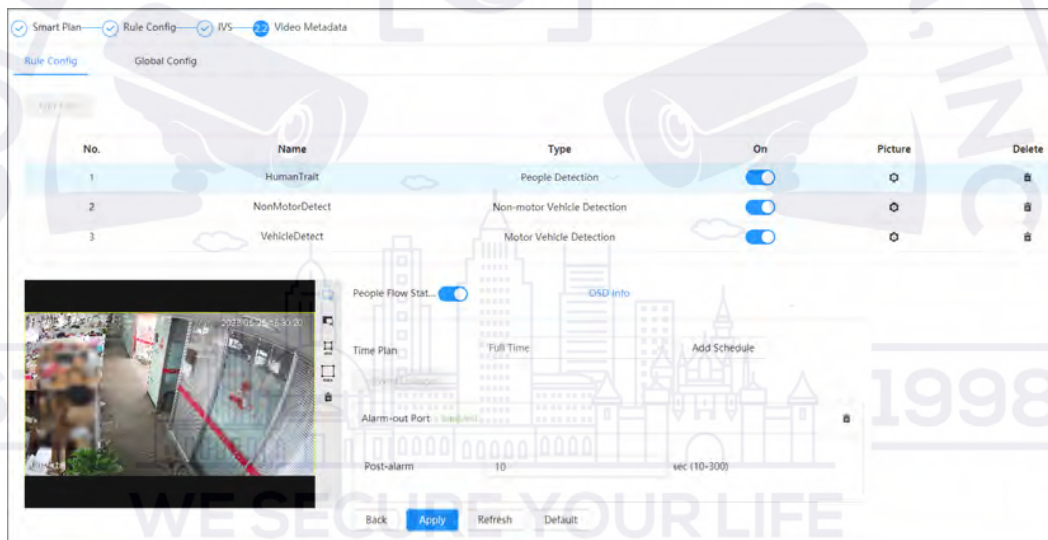 Smart Plan Rule Config IVS 2.2 Video Metadata
Rule Config Global Config
No. Name Type On Picture Delete
1 HumanTrait People Detection
2 NonMotorDetect Non-motor Vehicle Detection
3 VehicleDetect Motor Vehicle Detection
People Flow Stat... OSD Info
Time Plan Full Time Add Schedule
Alarm-out Port
1998
Post-alarm 10 sec (10-300)
WE SECURE YOUR LIFE
Back Apply Refresh Default
INC